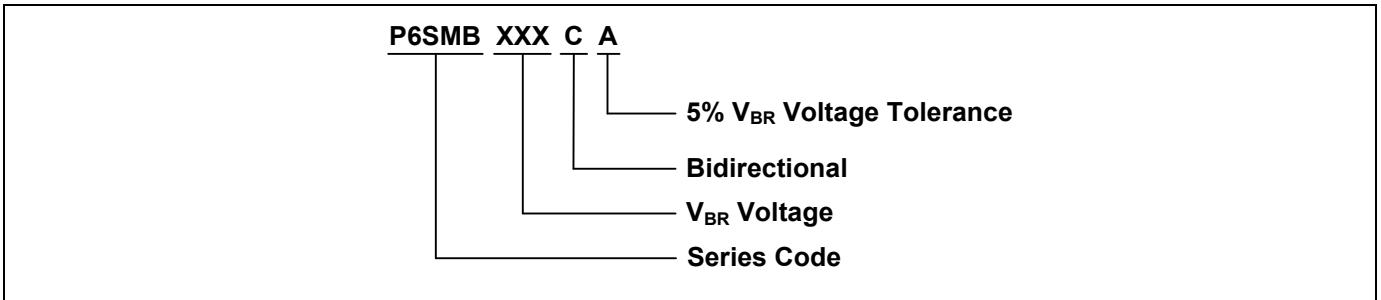 P6SMB XXX C A
5% VBR Voltage Tolerance
Bidirectional
VBR Voltage
Series Code